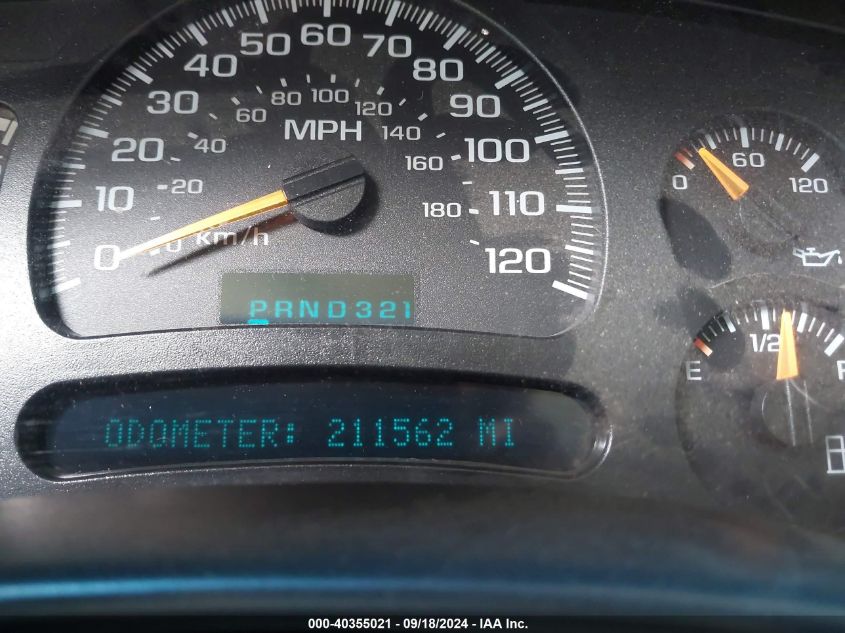 50 60 70
40 80
30 90
20 100
10 110
0 120
80 100 120
60 140
40 160
20 180
0 km/h
MPH
PRND321
ODOMETER: 211562 MI
0 60 120
E 1/2 F
000-40355021 - 09/18/2024 - IAA Inc.